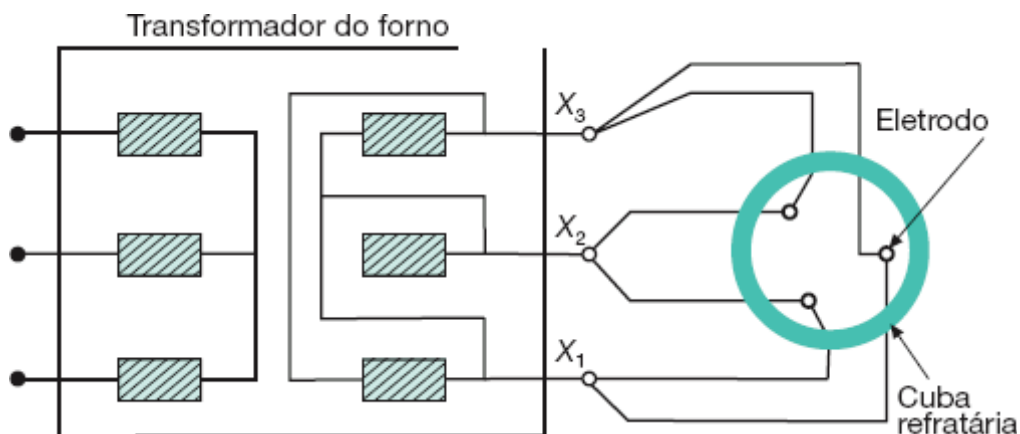 Transformador do forno
X3
Eletrodo
X2
X1
Cuba
refratária